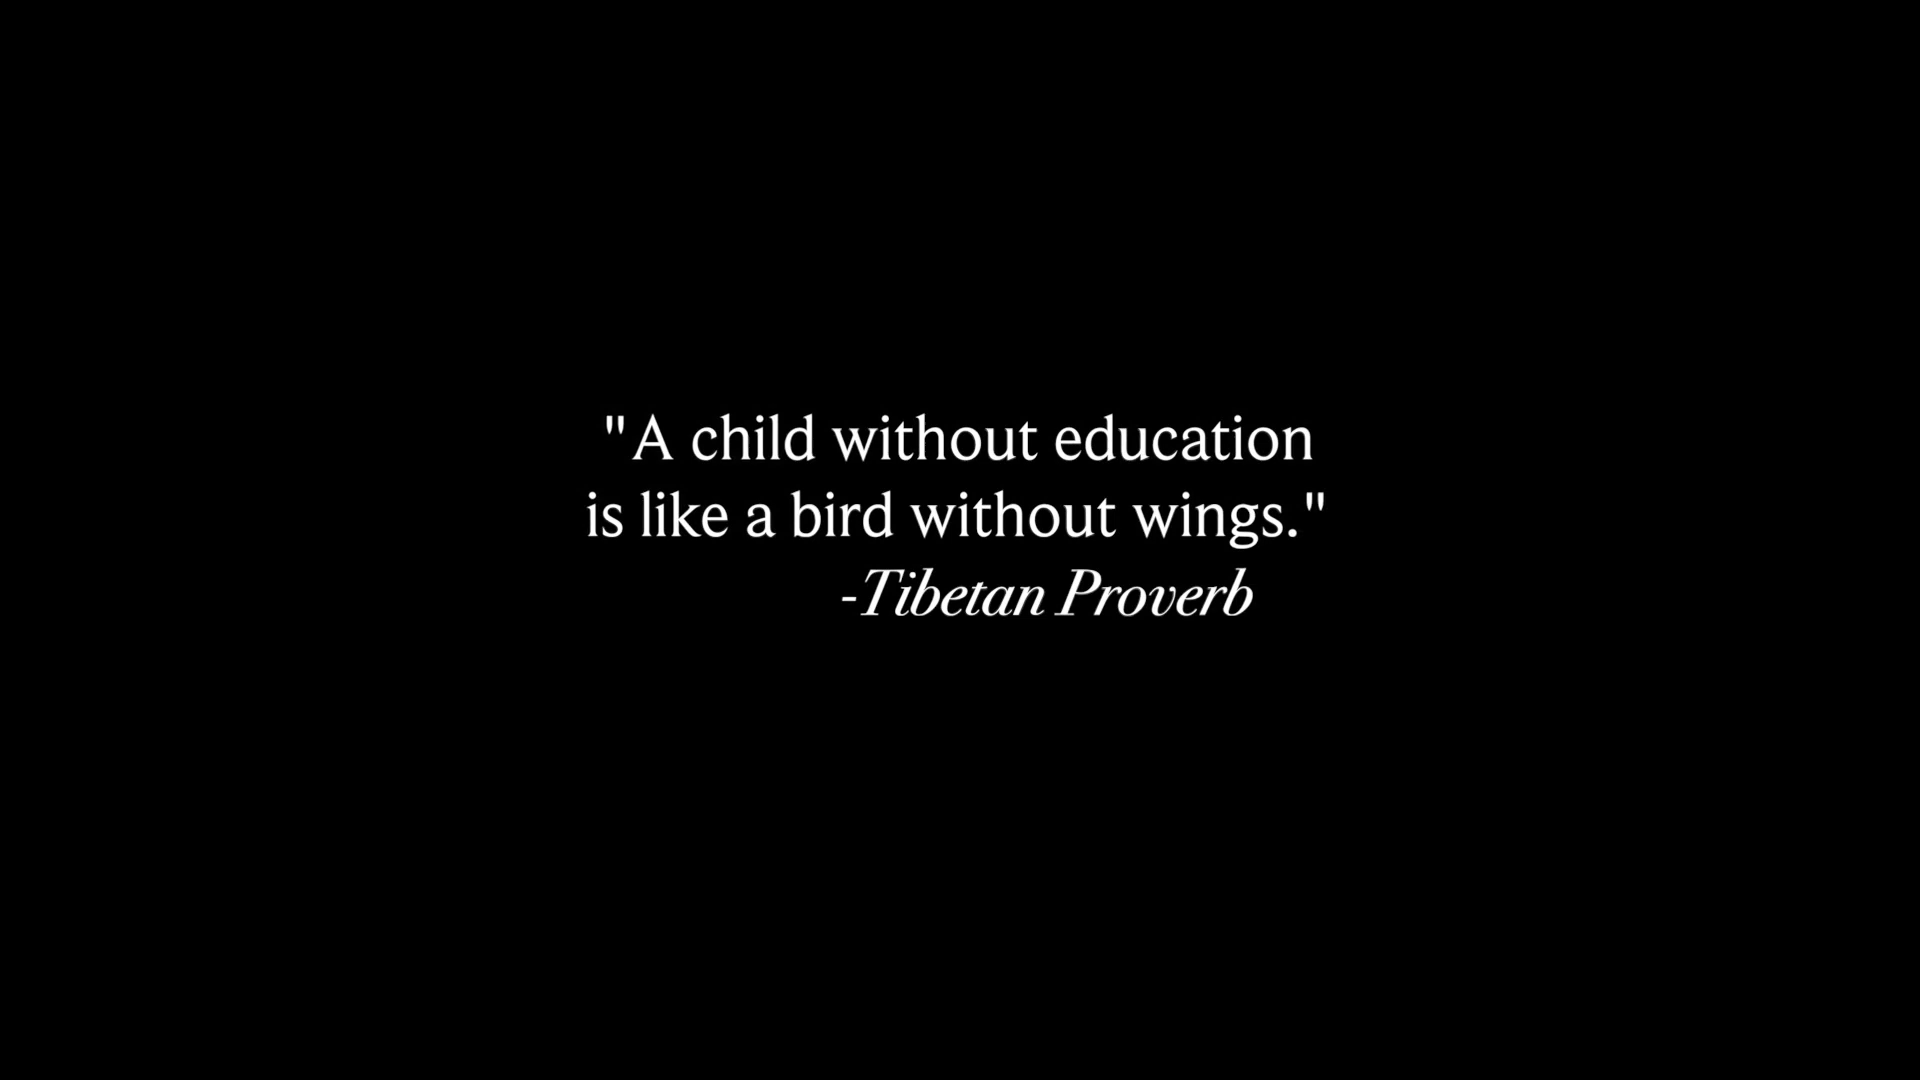 "A child without education
is like a bird without wings."
-Tibetan Proverb